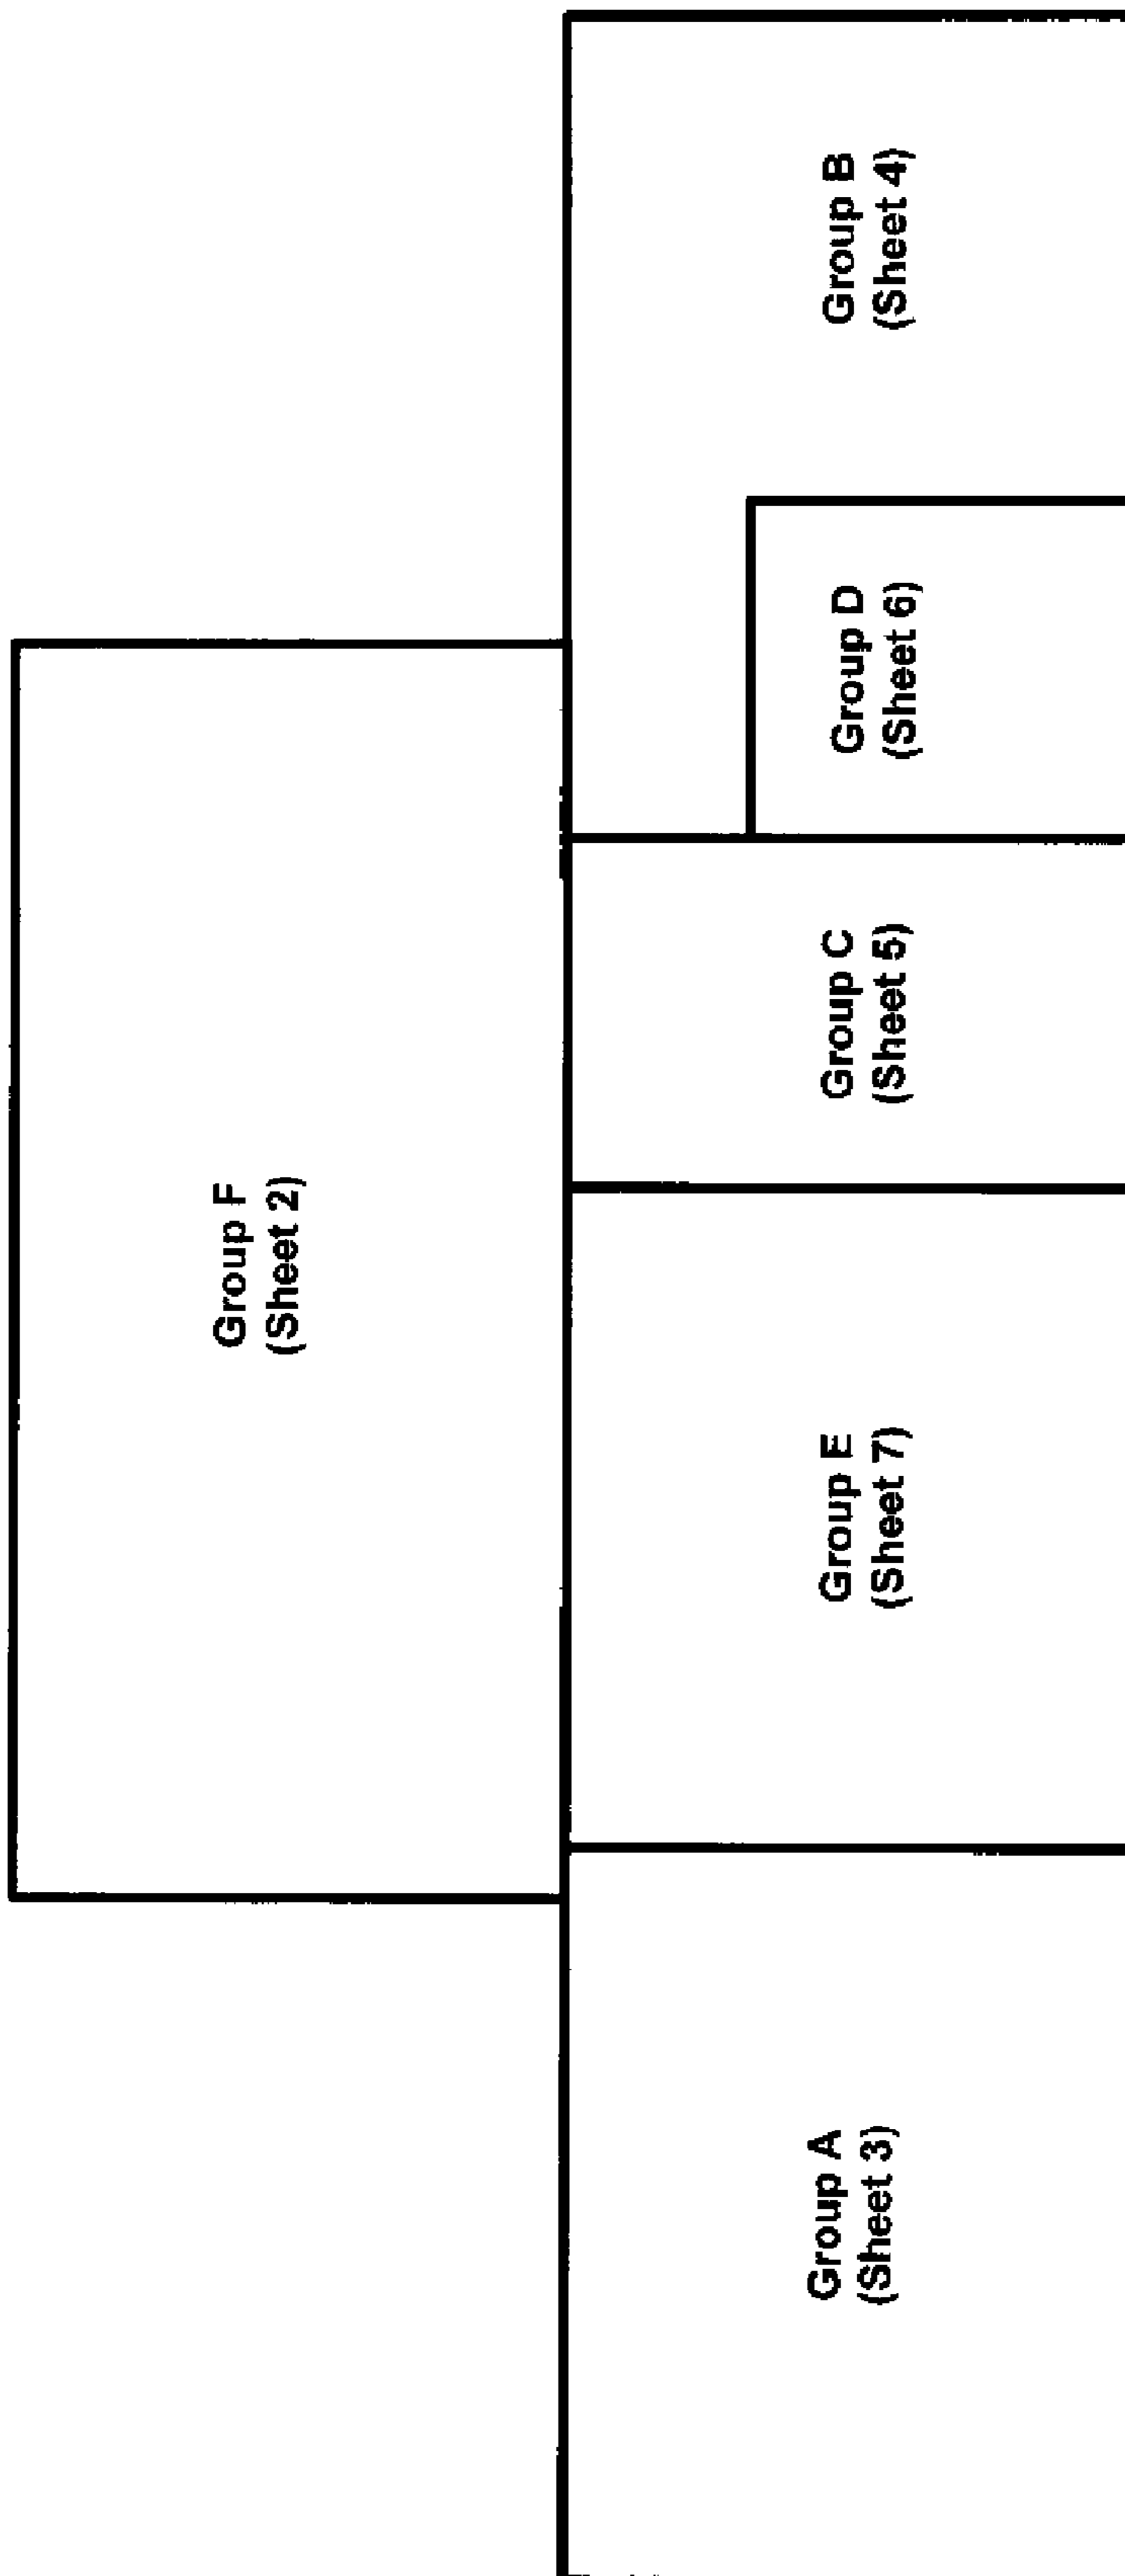 Group F
(Sheet 2)
Group A
(Sheet 3)
Group E
(Sheet 7)
Group C
(Sheet 5)
Group D
(Sheet 6)
Group B
(Sheet 4)